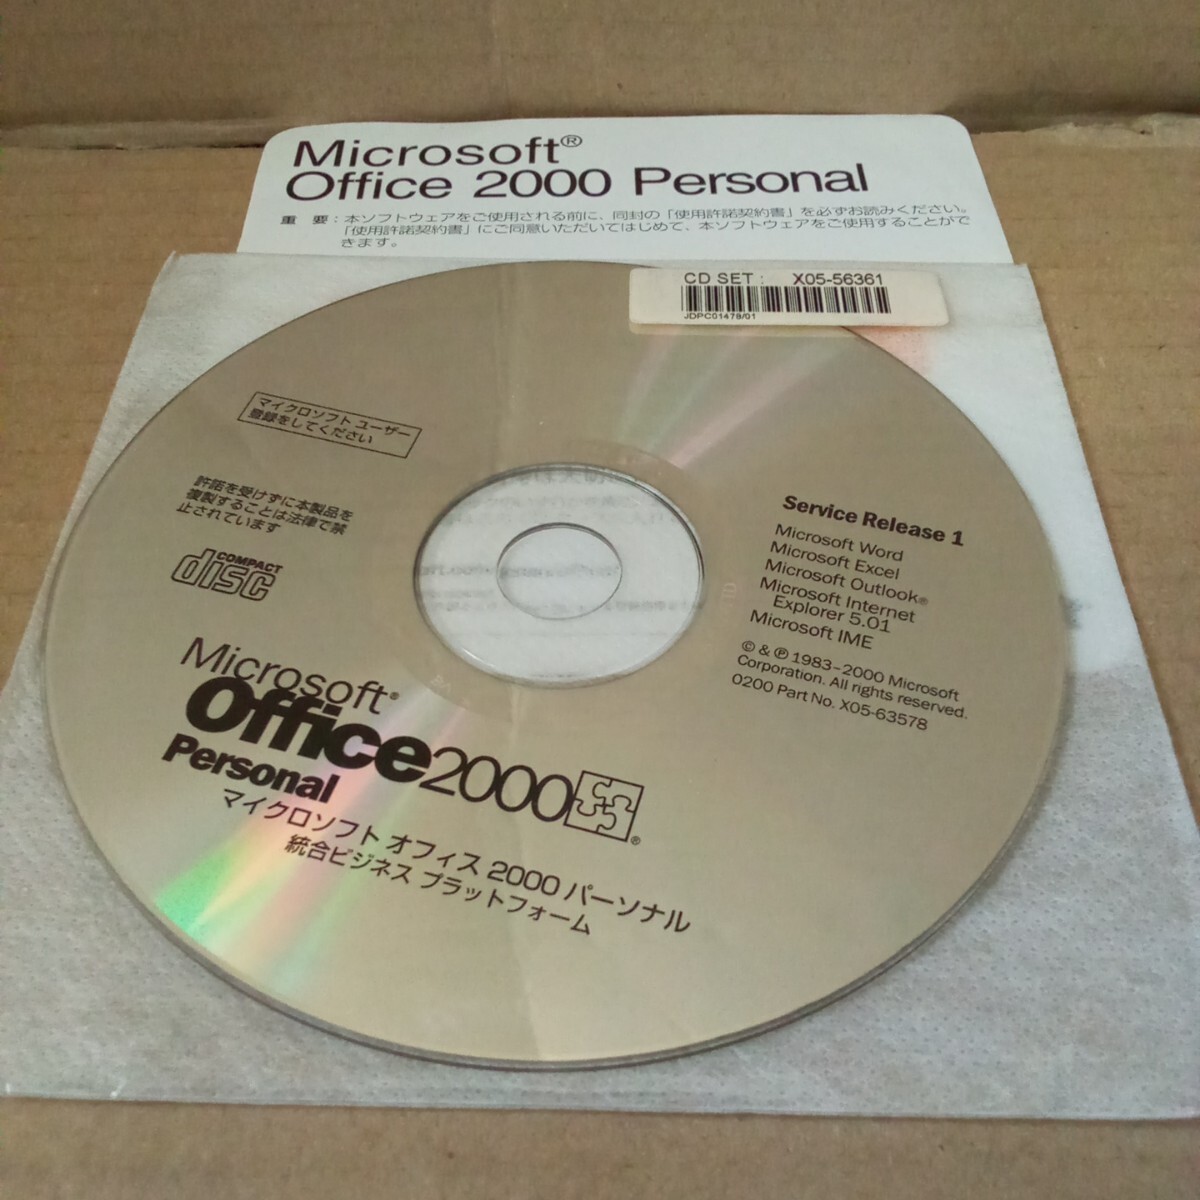 Microsoft®
Office 2000 Personal
重 要：本ソフトウェアをご使用される前に、同封の「使用許諾契約書」を必ずお読みください。
「使用許諾契約書」にご同意いただいてはじめて、本ソフトウェアをご使用することがで
きます。
CD SET : X05-56361
JDPC01478/01
マイクロソフト ユーザー
登録をしてください
許諾を受けずに本製品を
複製することは法律で禁
止されています
COMPACT
disc
Service Release 1
Microsoft Word
Microsoft Excel
Microsoft Outlook®
Microsoft Internet
Explorer 5.01
Microsoft IME
© & ℗ 1983-2000 Microsoft
Corporation. All rights reserved.
0200 Part No. X05-63578
Microsoft®
Office2000®
Personal
マイクロソフト オフィス 2000 パーソナル
統合ビジネス プラットフォーム